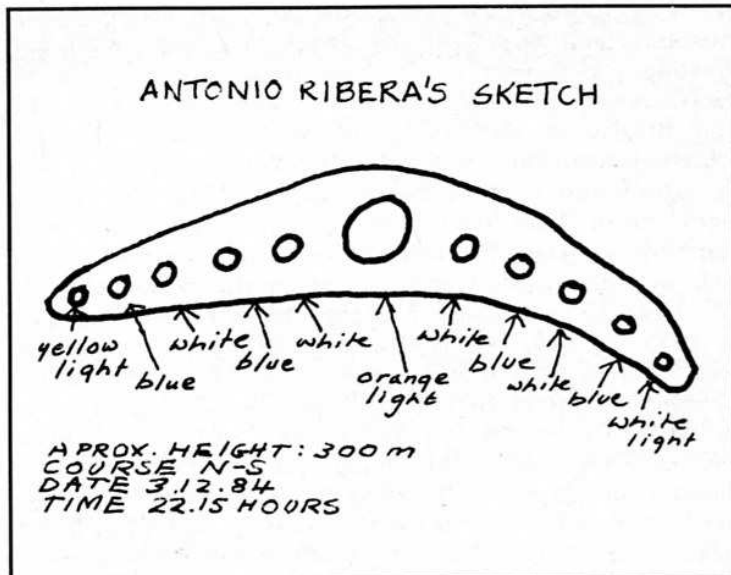 ANTONIO RIBERA'S SKETCH
yellow light
blue
white
blue
white
orange light
white
blue
white
blue
white light
APROX. HEIGHT: 300 m
COURSE N-S
DATE 3.12.84
TIME 22.15 HOURS